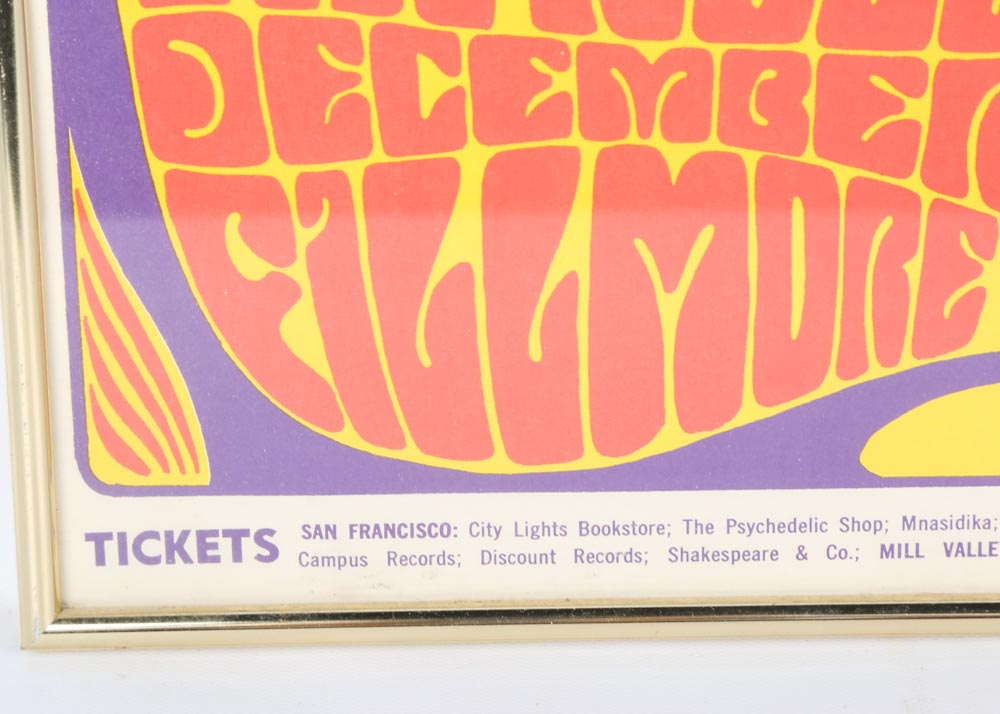 DECEMBER
FILLMORE
TICKETS
SAN FRANCISCO: City Lights Bookstore; The Psychedelic Shop; Mnasidika;
Campus Records; Discount Records; Shakespeare & Co.; MILL VALLE